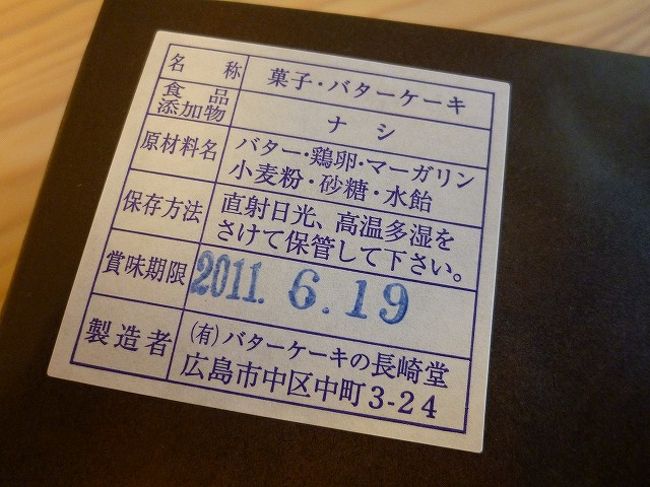 名称 菓子・バターケーキ
食品
添加物 ナシ
原材料名 バター・鶏卵・マーガリン
小麦粉・砂糖・水飴
保存方法 直射日光、高温多湿を
さけて保管して下さい。
賞味期限 2011. 6.19
製造者 (有)バターケーキの長崎堂
広島市中区中町3-24